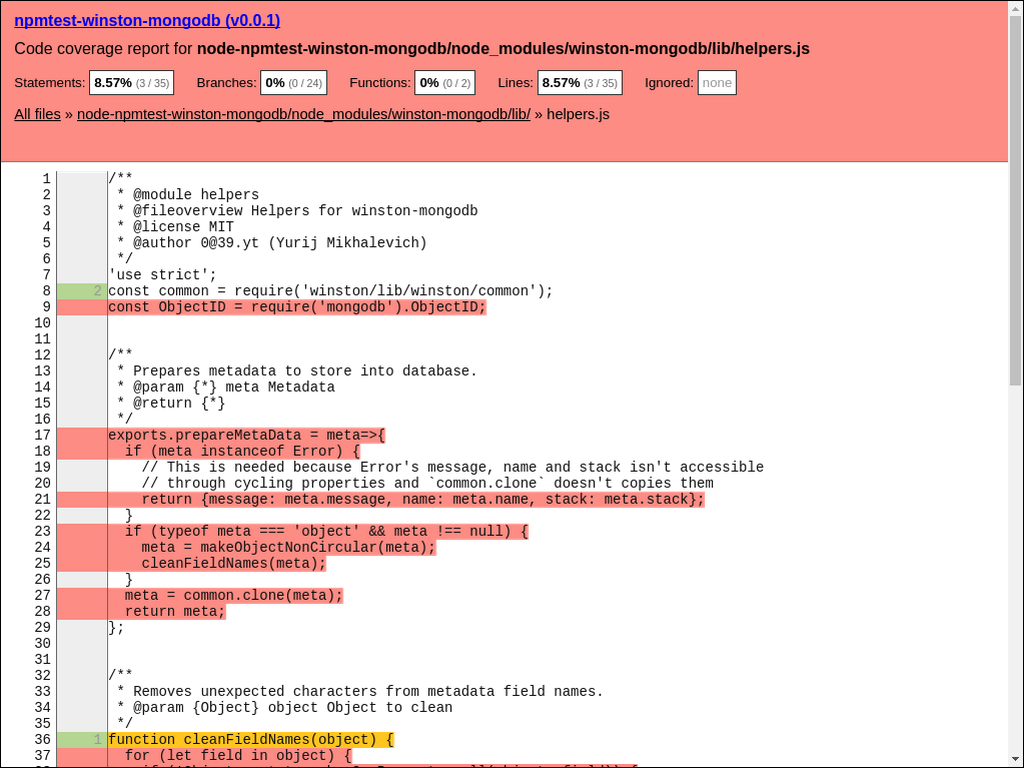 npmtest-winston-mongodb (v0.0.1)
Code coverage report for node-npmtest-winston-mongodb/node_modules/winston-mongodb/lib/helpers.js
Statements: 8.57% (3 / 35) Branches: 0% (0 / 24) Functions: 0% (0 / 2) Lines: 8.57% (3 / 35) Ignored: none
All files » node-npmtest-winston-mongodb/node_modules/winston-mongodb/lib/ » helpers.js
1 /**
2 * @module helpers
3 * @fileoverview Helpers for winston-mongodb
4 * @license MIT
5 * @author 0@39.yt (Yurij Mikhalevich)
6 */
7 'use strict';
8 2 const common = require('winston/lib/winston/common');
9 const ObjectID = require('mongodb').ObjectID;
10
11
12 /**
13 * Prepares metadata to store into database.
14 * @param {*} meta Metadata
15 * @return {*}
16 */
17 exports.prepareMetaData = meta=>{
18 if (meta instanceof Error) {
19 // This is needed because Error's message, name and stack isn't accessible
20 // through cycling properties and `common.clone` doesn't copies them
21 return {message: meta.message, name: meta.name, stack: meta.stack};
22 }
23 if (typeof meta === 'object' && meta !== null) {
24 meta = makeObjectNonCircular(meta);
25 cleanFieldNames(meta);
26 }
27 meta = common.clone(meta);
28 return meta;
29 };
30
31
32 /**
33 * Removes unexpected characters from metadata field names.
34 * @param {Object} object Object to clean
35 */
36 1 function cleanFieldNames(object) {
37 for (let field in object) {